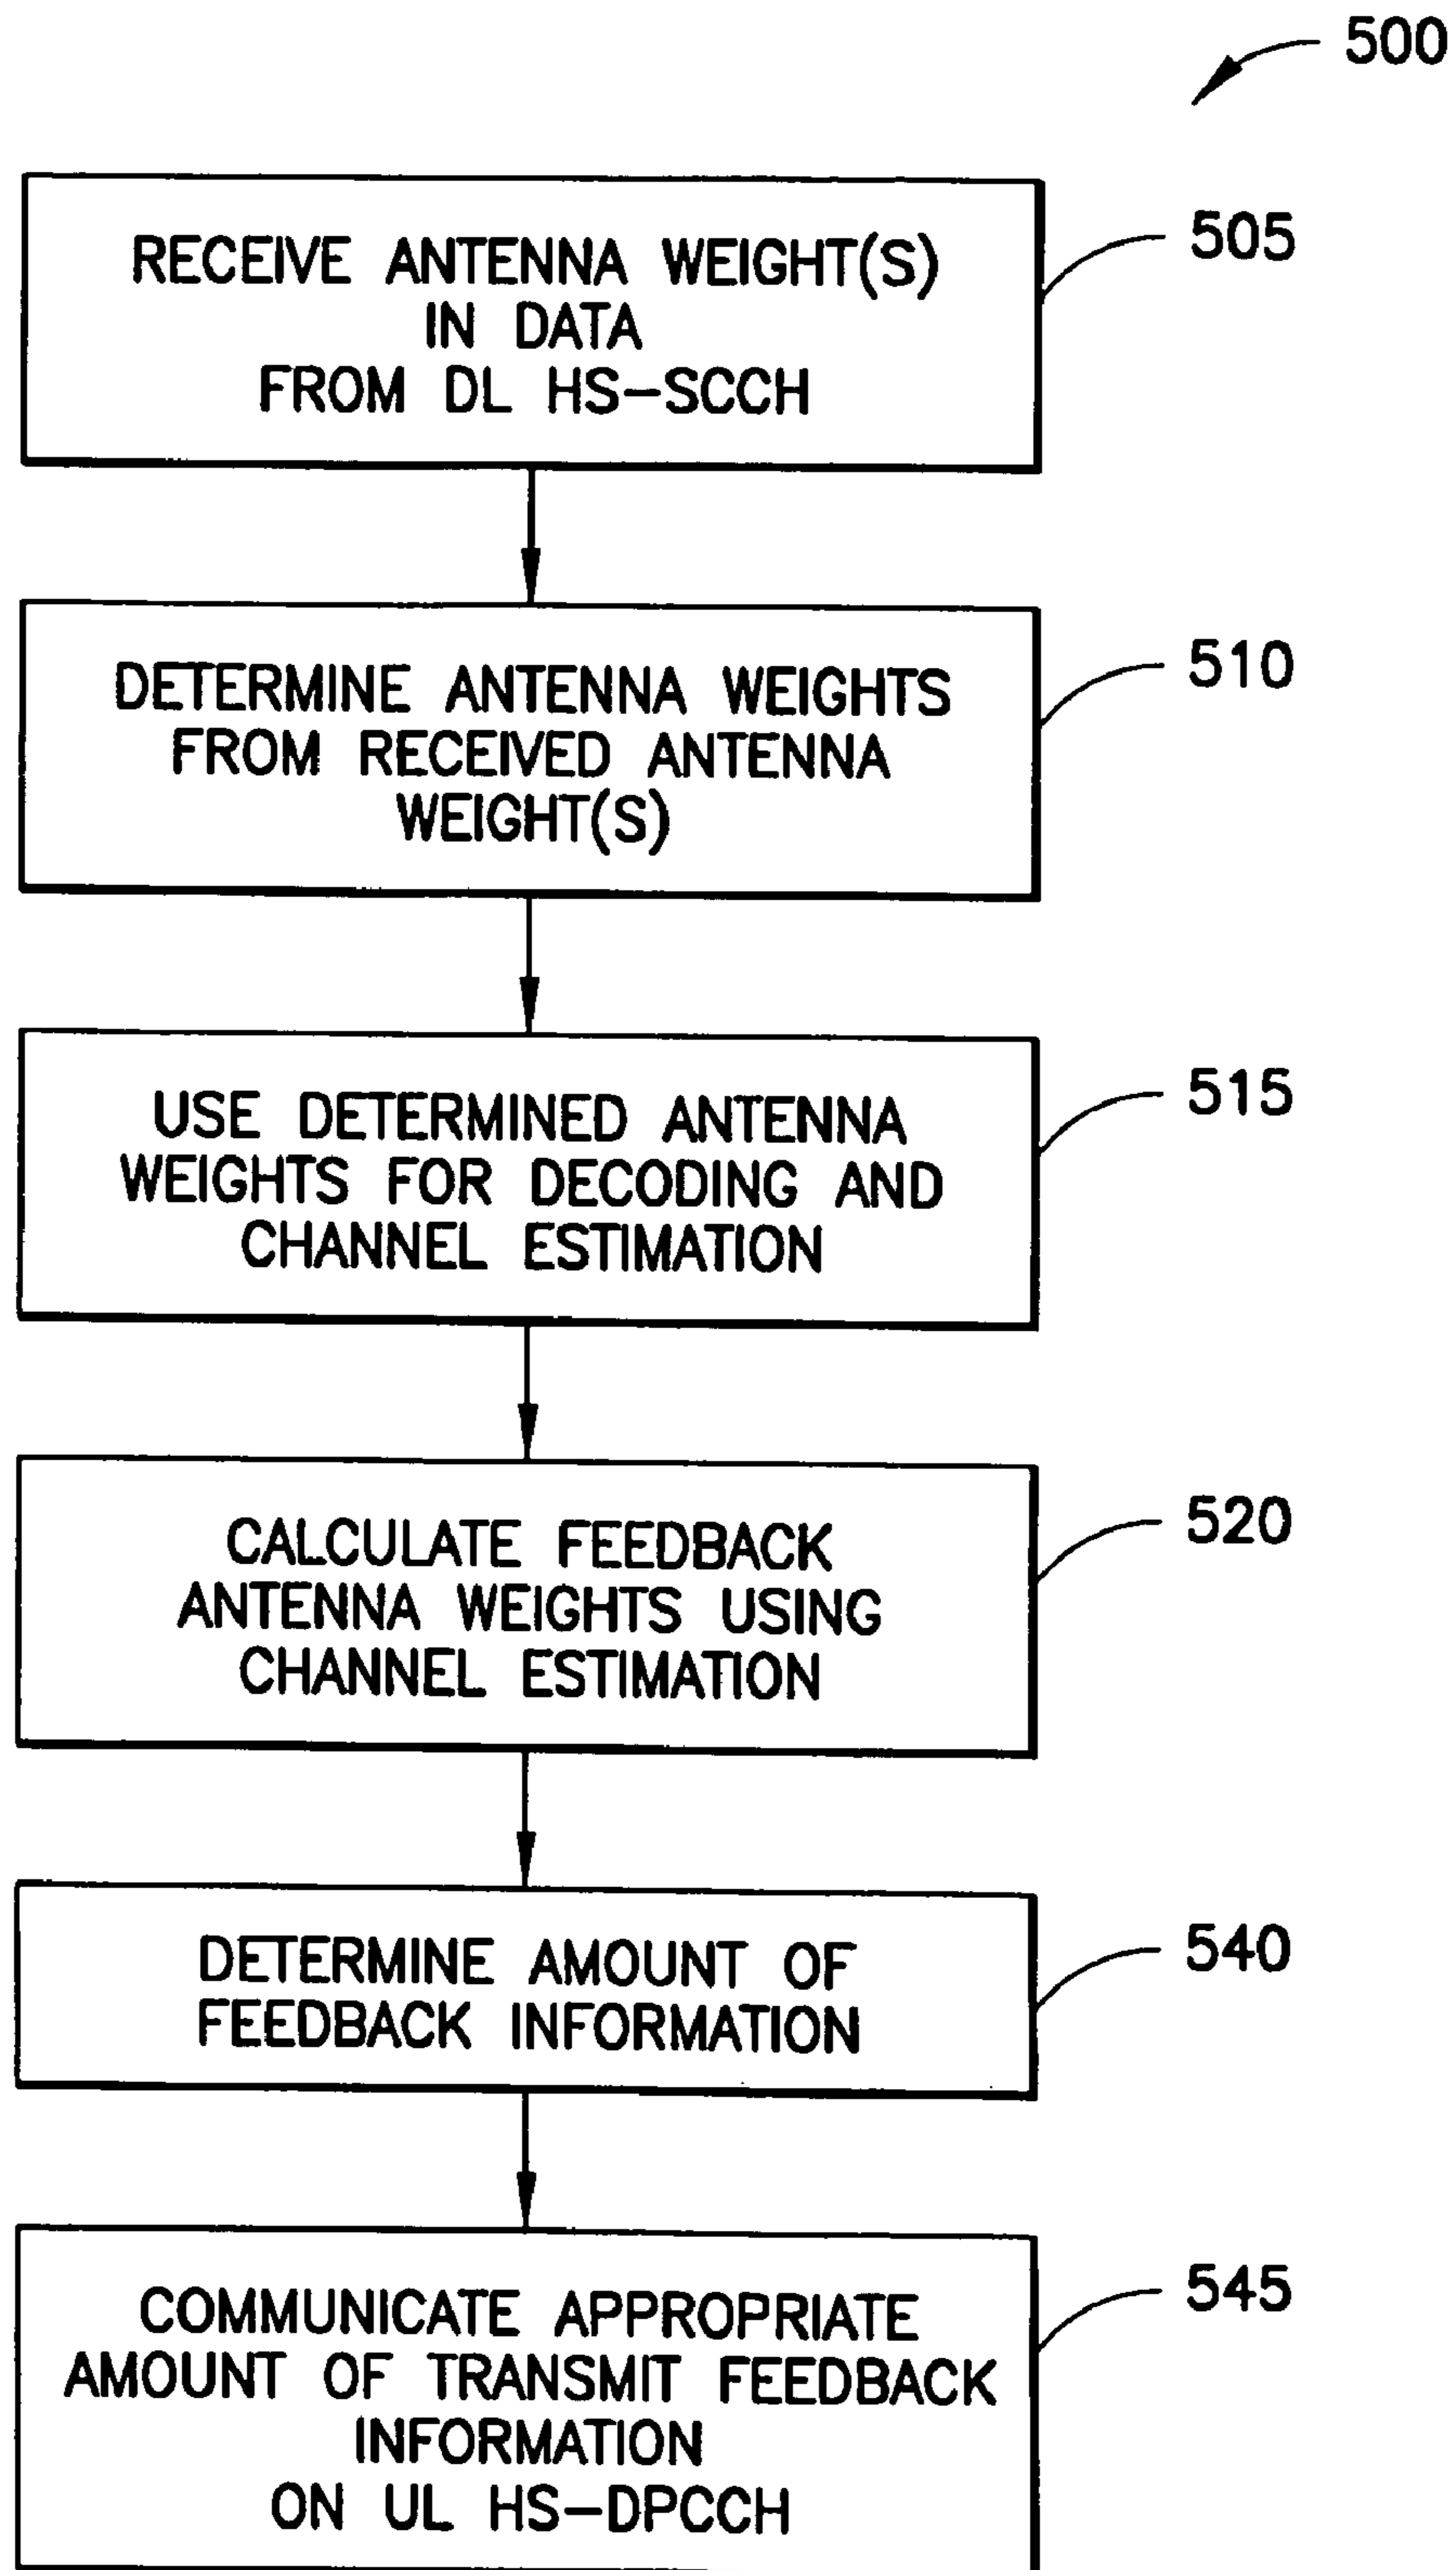 500
RECEIVE ANTENNA WEIGHT(S)
IN DATA
FROM DL HS-SCCH
505
DETERMINE ANTENNA WEIGHTS
FROM RECEIVED ANTENNA
WEIGHT(S)
510
USE DETERMINED ANTENNA
WEIGHTS FOR DECODING AND
CHANNEL ESTIMATION
515
CALCULATE FEEDBACK
ANTENNA WEIGHTS USING
CHANNEL ESTIMATION
520
DETERMINE AMOUNT OF
FEEDBACK INFORMATION
540
COMMUNICATE APPROPRIATE
AMOUNT OF TRANSMIT FEEDBACK
INFORMATION
ON UL HS-DPCCH
545